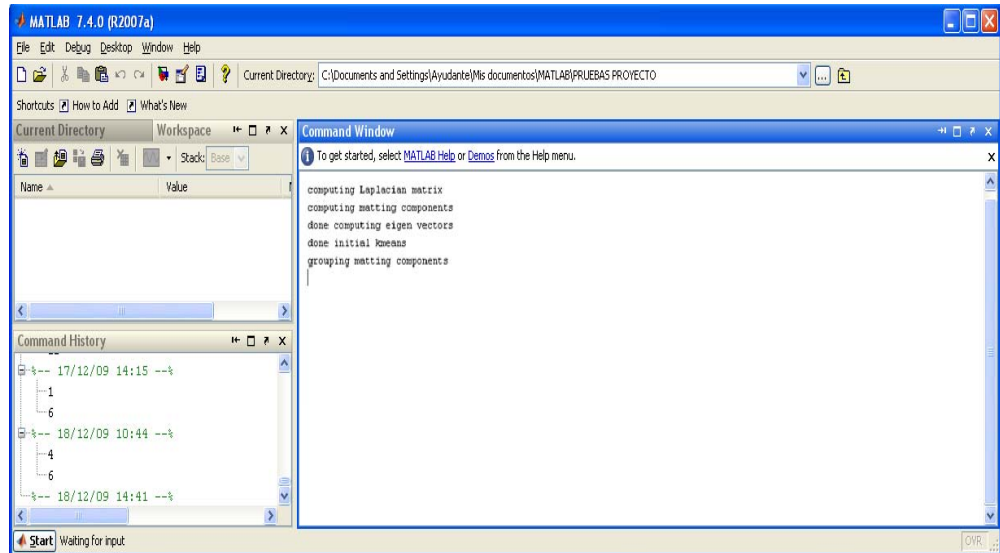 MATLAB 7.4.0 (R2007a)
File Edit Debug Desktop Window Help
Current Directory: C:\Documents and Settings\Ayudante\Mis documentos\MATLAB\PRUEBAS PROYECTO
Shortcuts How to Add What's New
Current Directory Workspace
Stack: Base
Name Value
Command Window
To get started, select MATLAB Help or Demos from the Help menu.
computing Laplacian matrix
computing matting components
done computing eigen vectors
done initial kmeans
grouping matting components
Command History
%-- 17/12/09 14:15 --%
1
6
%-- 18/12/09 10:44 --%
4
6
%-- 18/12/09 14:41 --%
Start Waiting for input
OVR